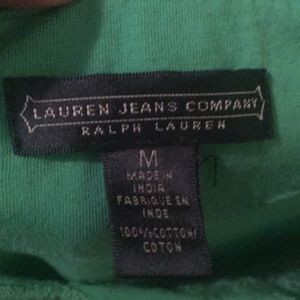 LAUREN JEANS COMPANY
RALPH LAUREN
M
MADE IN
INDIA
FABRIQUE EN
INDE
100% COTTON/
COTON